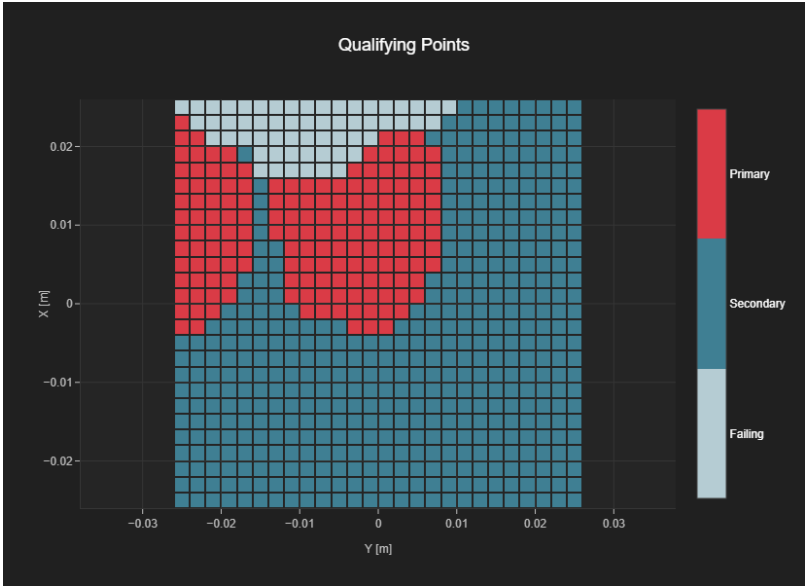 Qualifying Points
0.02
0.01
0
−0.01
−0.02
X [m]
−0.03
−0.02
−0.01
0
0.01
0.02
0.03
Y [m]
Primary
Secondary
Failing